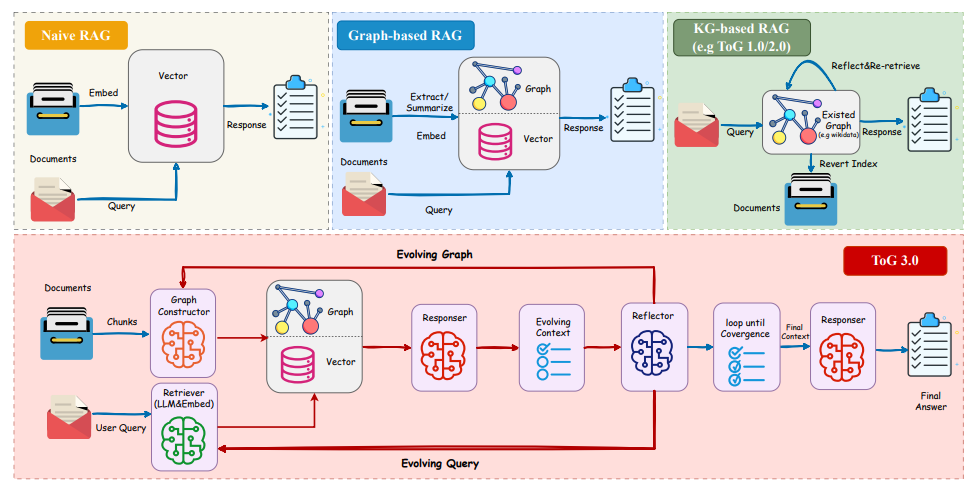 Naive RAG
Embed
Vector
Response
Documents
Query
Graph-based RAG
Extract/
Summarize
Embed
Graph
Vector
Response
Documents
Query
KG-based RAG
(e.g ToG 1.0/2.0)
Reflect&Re-retrieve
Query
Existed
Graph
(e.g wikidata)
Response
Revert Index
Documents
ToG 3.0
Evolving Graph
Documents
Chunks
Graph
Constructor
Graph
Vector
Responser
Evolving
Context
Reflector
loop until
Covergence
Final
Context
Responser
Final
Answer
User Query
Retriever
(LLM&Embed)
Evolving Query